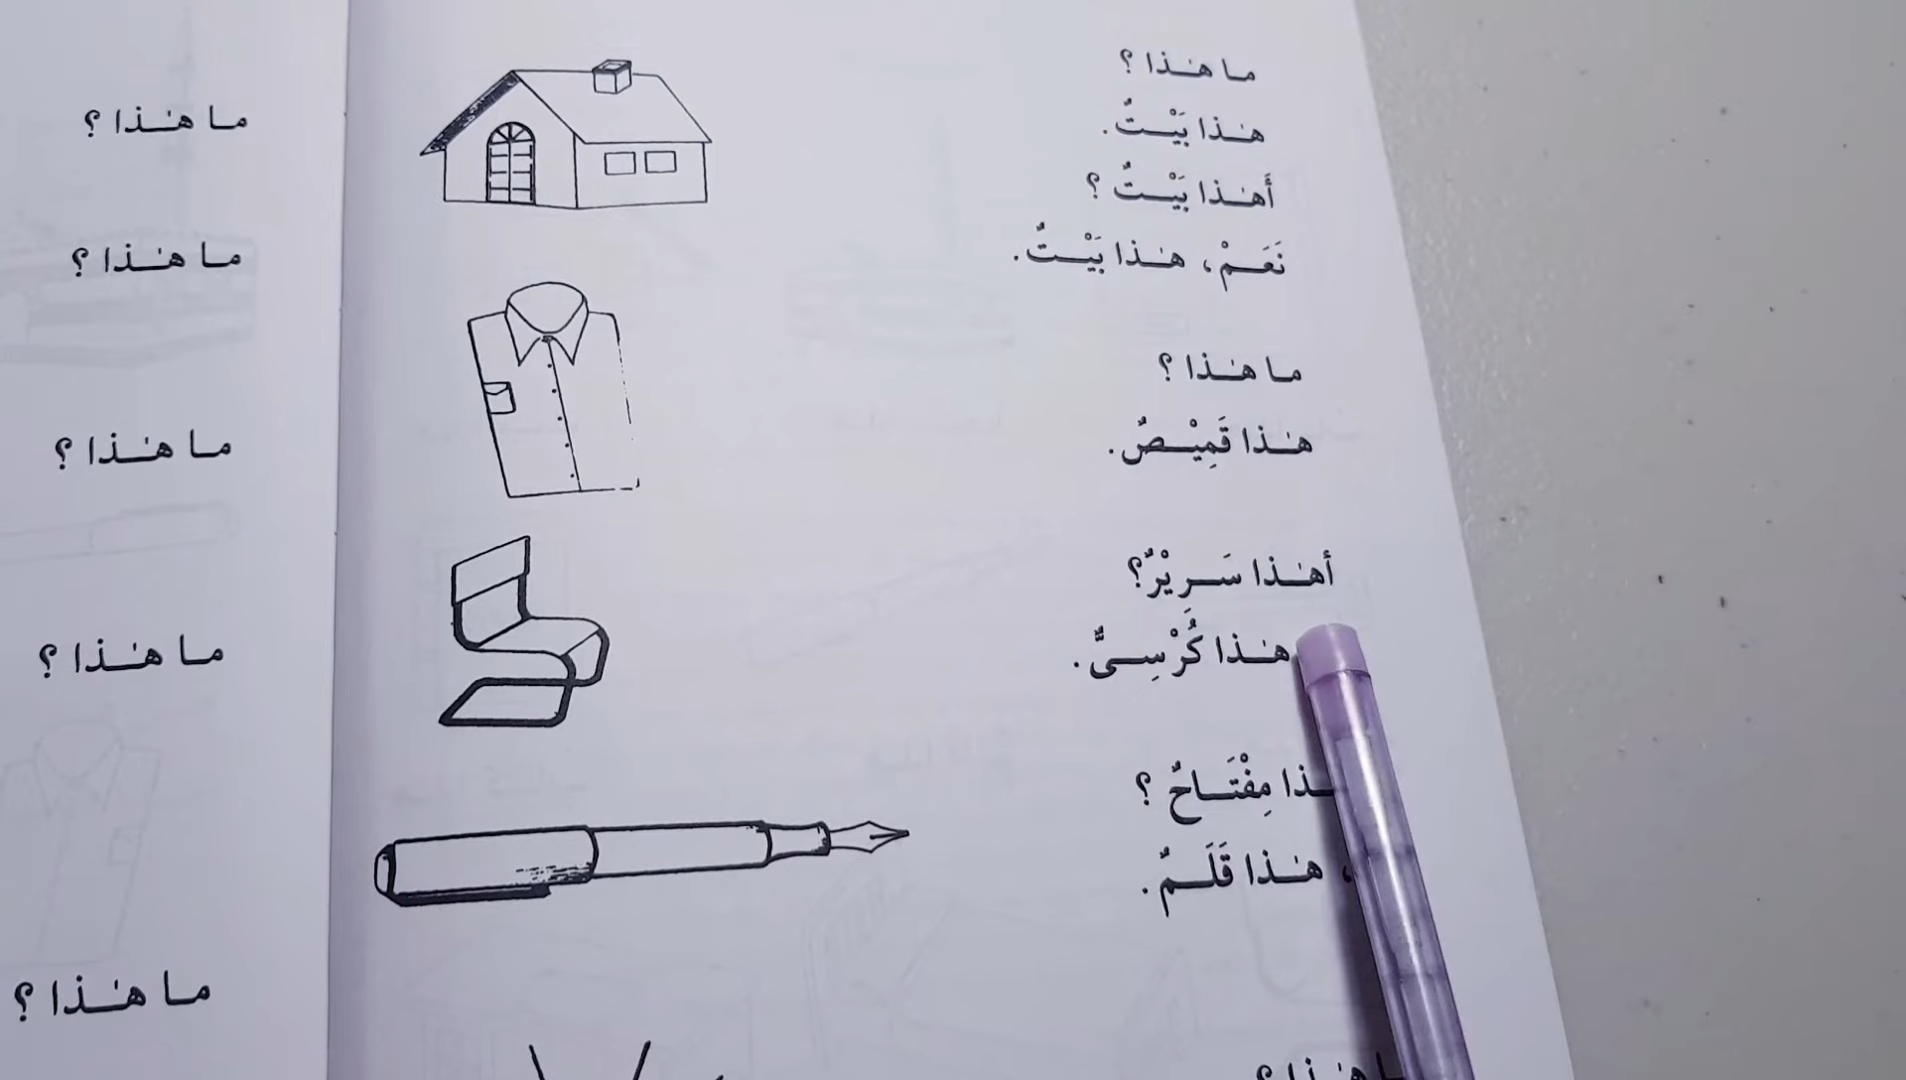 ما هٰذا ؟
هٰذا بَيْتٌ.
أَهٰذا بَيْتٌ ؟
نَعَمْ، هٰذا بَيْتٌ.
ما هٰذا ؟
هٰذا قَمِيْصٌ.
أهٰذا سَرِيْرٌ؟
هٰذا كُرْسِىٌّ.
مِفْتَاحٌ ؟
، هٰذا قَلَمٌ.
ما هٰذا ؟
ما هٰذا ؟
ما هٰذا ؟
ما هٰذا ؟
ما هٰذا ؟